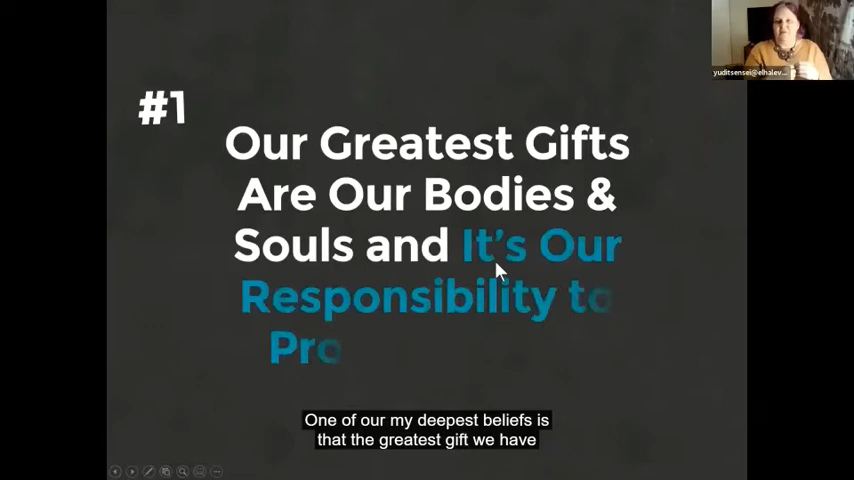 yuditsensei@elhalev...
#1
Our Greatest Gifts
Are Our Bodies &
Souls and It's Our
Responsibility to
Pro
One of our my deepest beliefs is
that the greatest gift we have